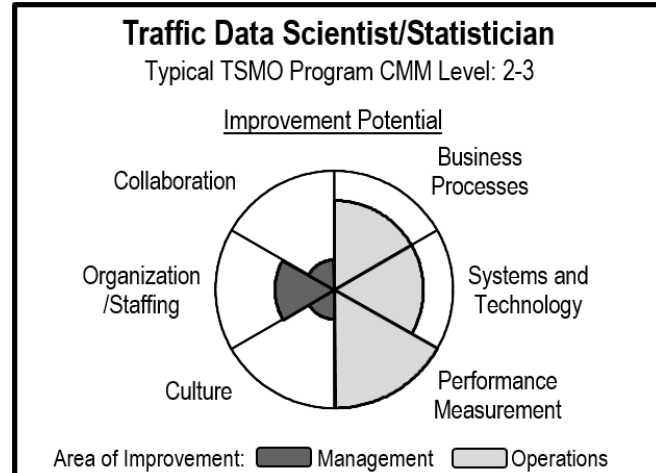 Traffic Data Scientist/Statistician
Typical TSMO Program CMM Level: 2-3
Improvement Potential
Collaboration
Business
Processes
Organization
/Staffing
Systems and
Technology
Culture
Performance
Measurement
Area of Improvement: Management Operations